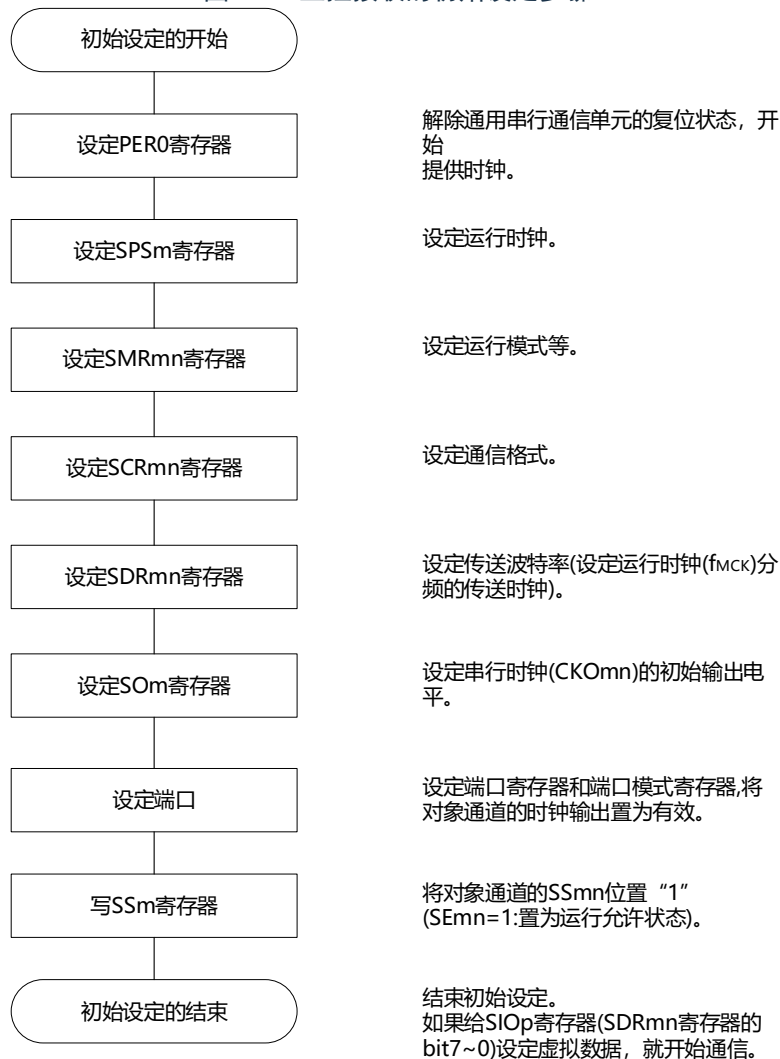 初始设定的开始
设定PER0寄存器
解除通用串行通信单元的复位状态，开
始
提供时钟。
设定SPSm寄存器
设定运行时钟。
设定SMRmn寄存器
设定运行模式等。
设定SCRmn寄存器
设定通信格式。
设定SDRmn寄存器
设定传送波特率(设定运行时钟(fMCK)分
频的传送时钟)。
设定SOm寄存器
设定串行时钟(CKOmn)的初始输出电
平。
设定端口
设定端口寄存器和端口模式寄存器,将
对象通道的时钟输出置为有效。
写SSm寄存器
将对象通道的SSmn位置“1”
(SEmn=1:置为运行允许状态)。
初始设定的结束
结束初始设定。
如果给SIOp寄存器(SDRmn寄存器的
bit7~0)设定虚拟数据，就开始通信。